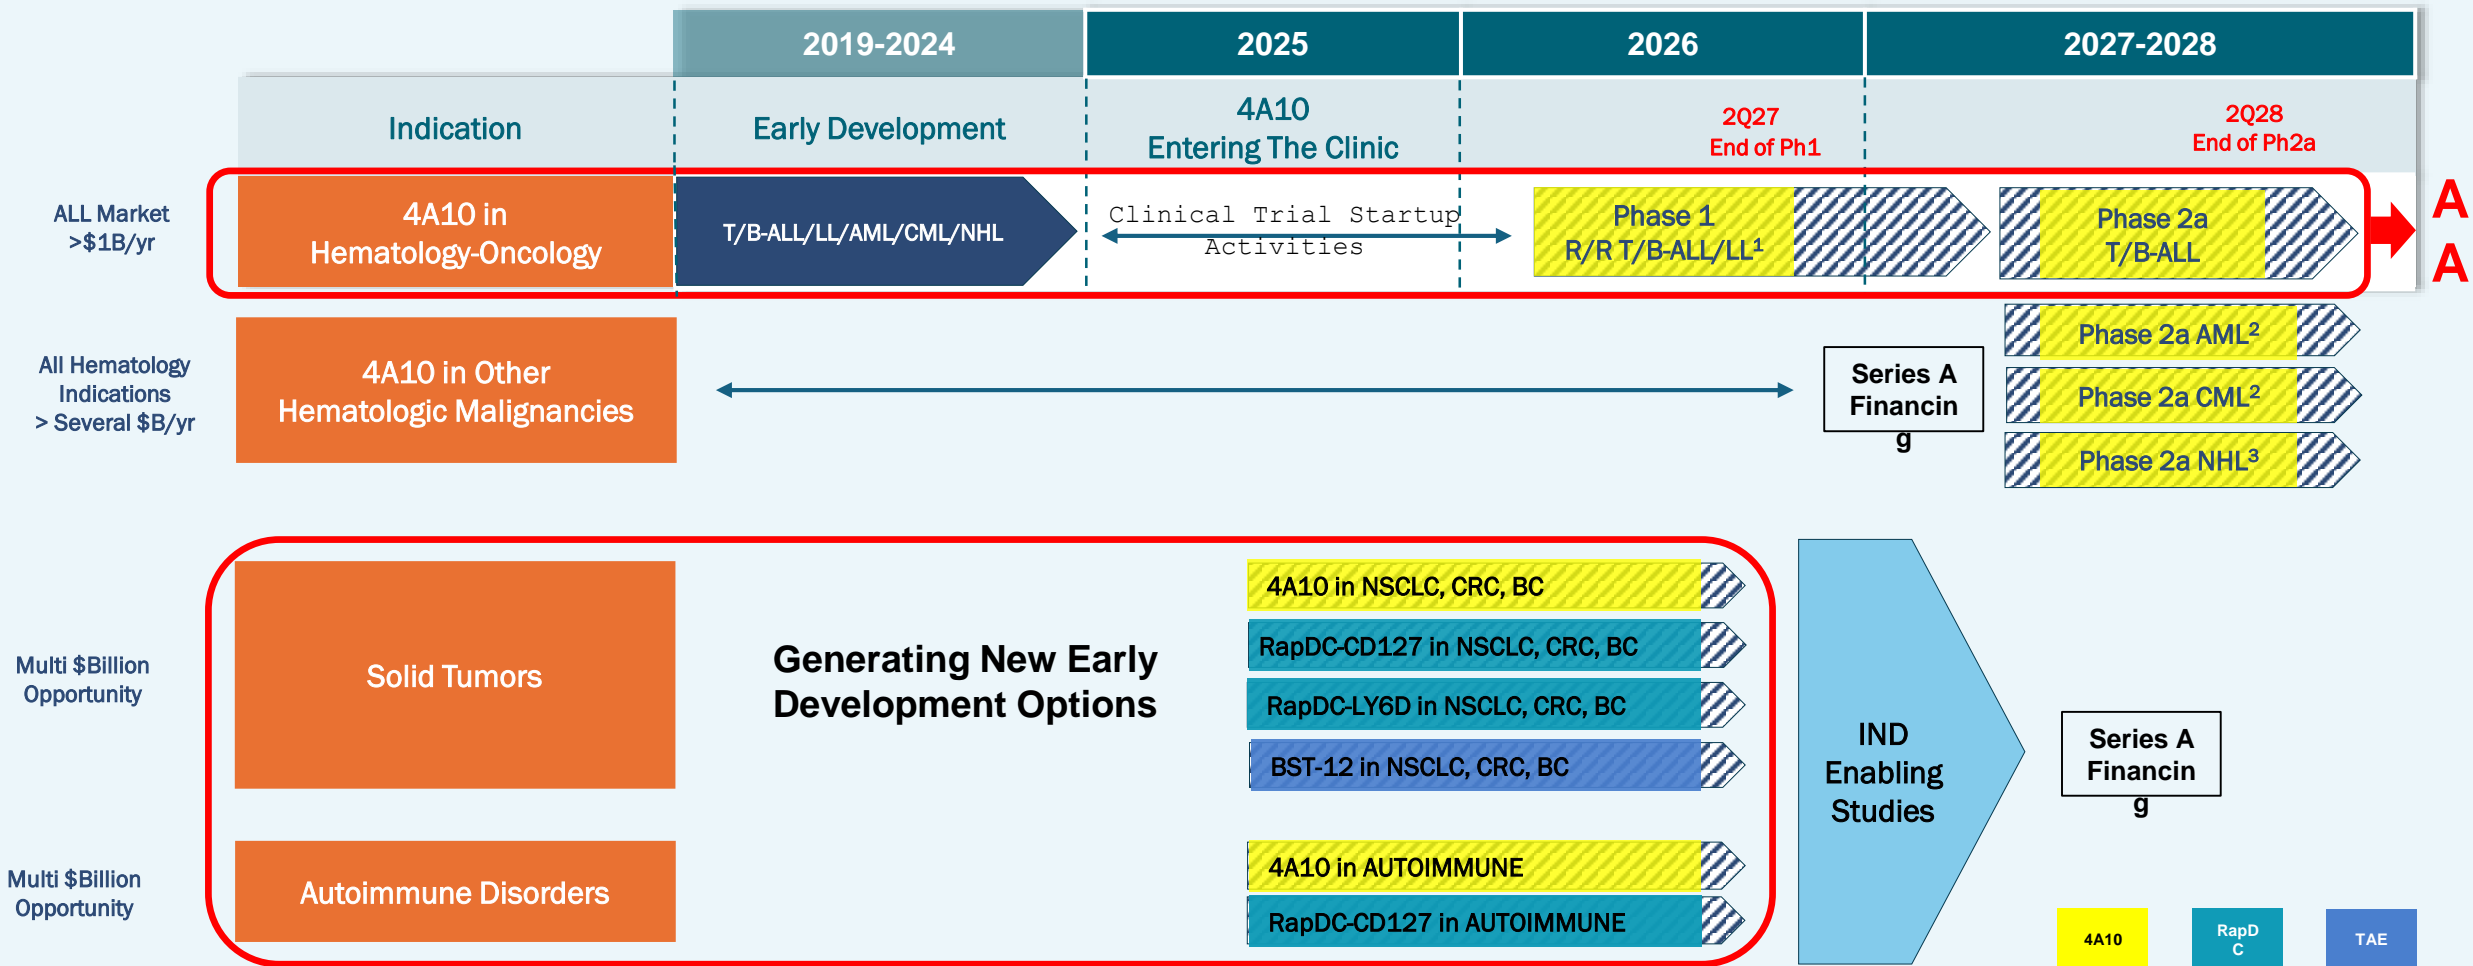 2019-2024
2025
2026
2027-2028
Indication
Early Development
4A10
Entering The Clinic
2Q27
End of Ph1
2Q28
End of Ph2a
ALL Market
>$1B/yr
4A10 in
Hematology-Oncology
T/B-ALL/LL/AML/CML/NHL
Clinical Trial Startup
Activities
Phase 1
R/R T/B-ALL/LL¹
Phase 2a
T/B-ALL
A
A
All Hematology
Indications
> Several $B/yr
4A10 in Other
Hematologic Malignancies
Series A
Financin
g
Phase 2a AML²
Phase 2a CML²
Phase 2a NHL³
Multi $Billion
Opportunity
Solid Tumors
Generating New Early
Development Options
4A10 in NSCLC, CRC, BC
RapDC-CD127 in NSCLC, CRC, BC
RapDC-LY6D in NSCLC, CRC, BC
BST-12 in NSCLC, CRC, BC
IND
Enabling
Studies
Series A
Financin
g
Multi $Billion
Opportunity
Autoimmune Disorders
4A10 in AUTOIMMUNE
RapDC-CD127 in AUTOIMMUNE
4A10
RapD
C
TAE